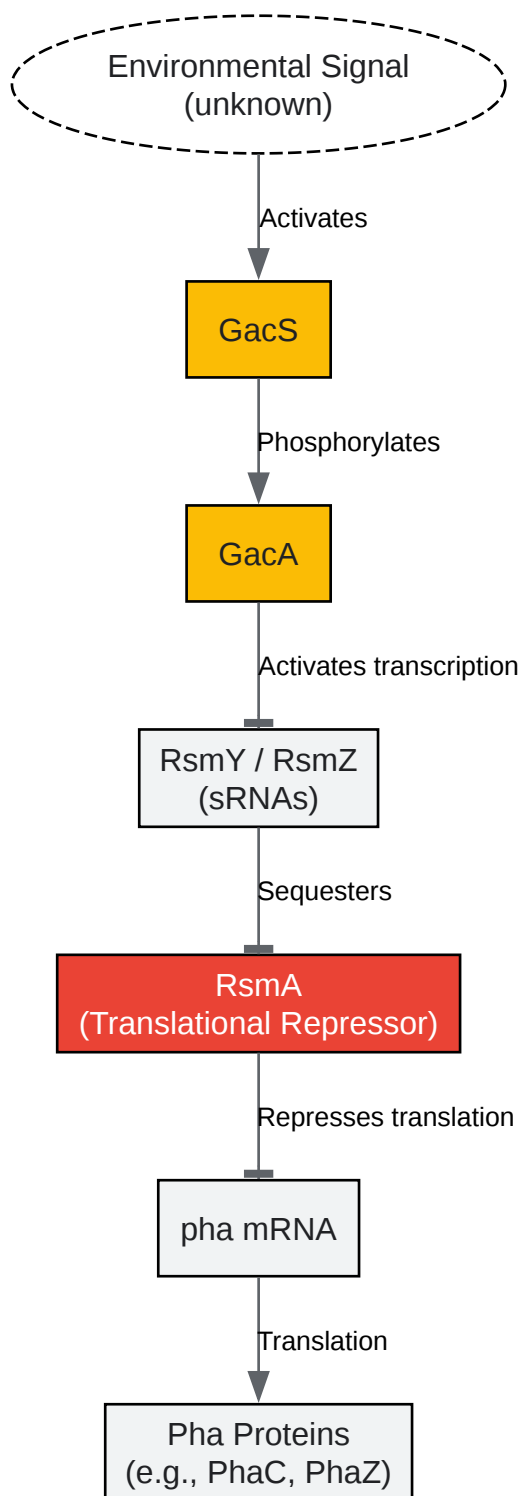 Environmental Signal
(unknown)
Activates
GacS
Phosphorylates
GacA
Activates transcription
RsmY / RsmZ
(sRNAs)
Sequesters
RsmA
(Translational Repressor)
Represses translation
pha mRNA
Translation
Pha Proteins
(e.g., PhaC, PhaZ)